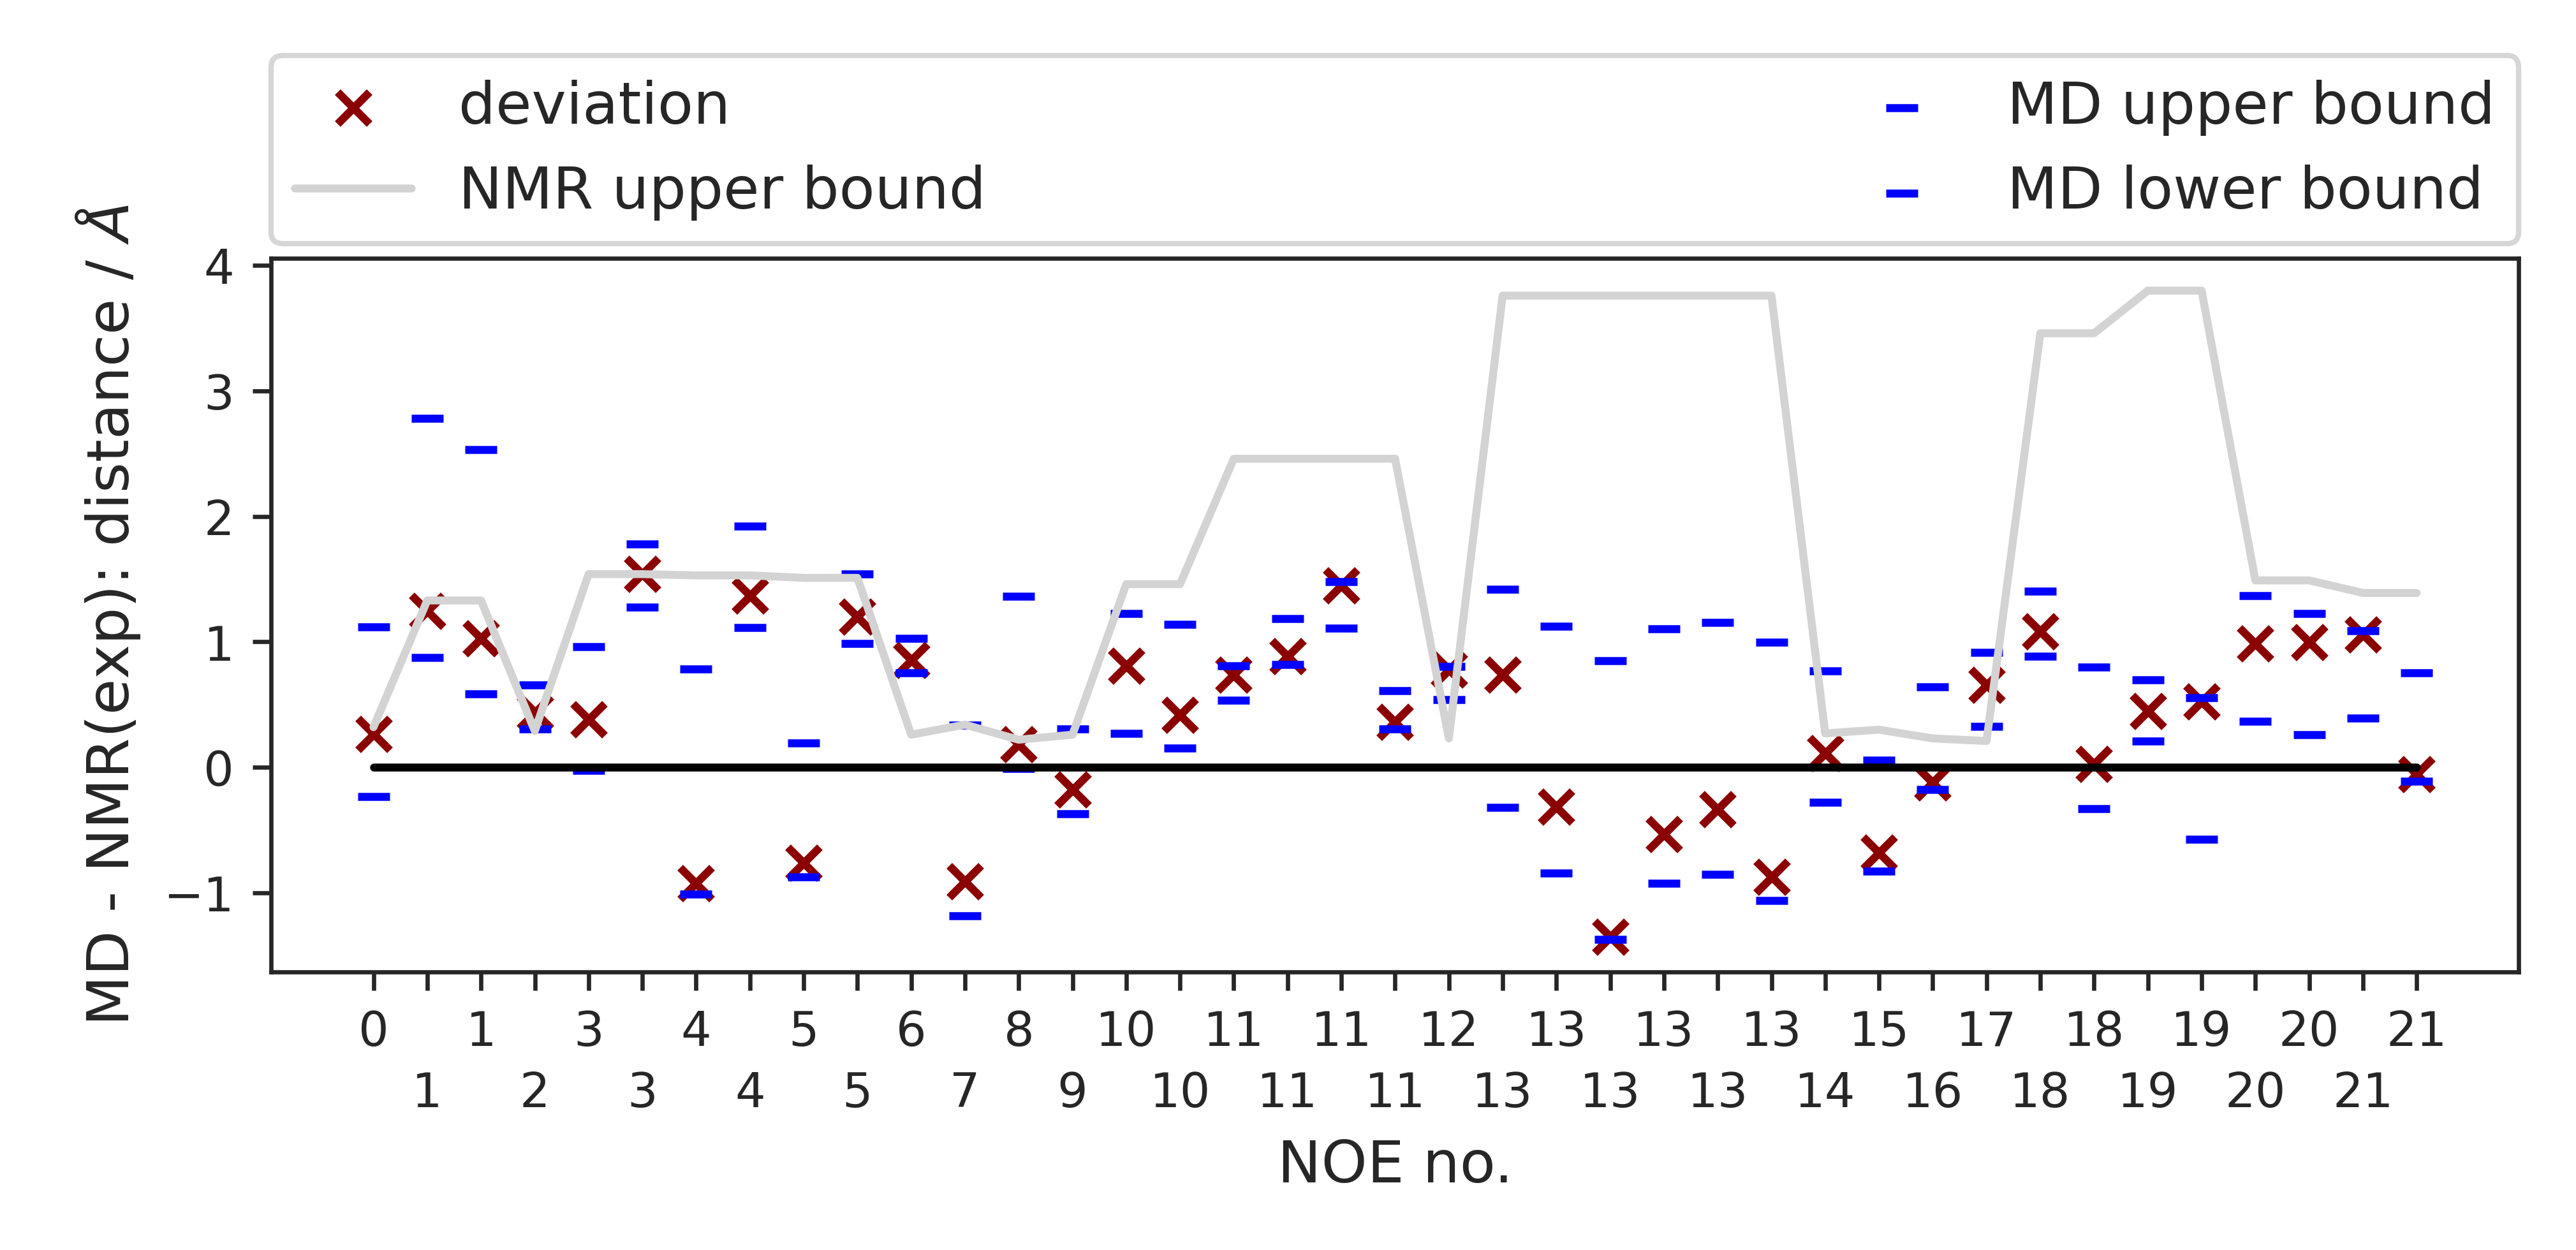 deviation
NMR upper bound
MD upper bound
MD lower bound
MD - NMR(exp): distance / Å
4
3
2
1
0
−1
0 1 3 4 5 6 8 10 11 11 12 13 13 13 15 17 18 19 20 21
1 2 3 4 5 7 9 10 11 11 13 13 13 14 16 18 19 20 21
NOE no.